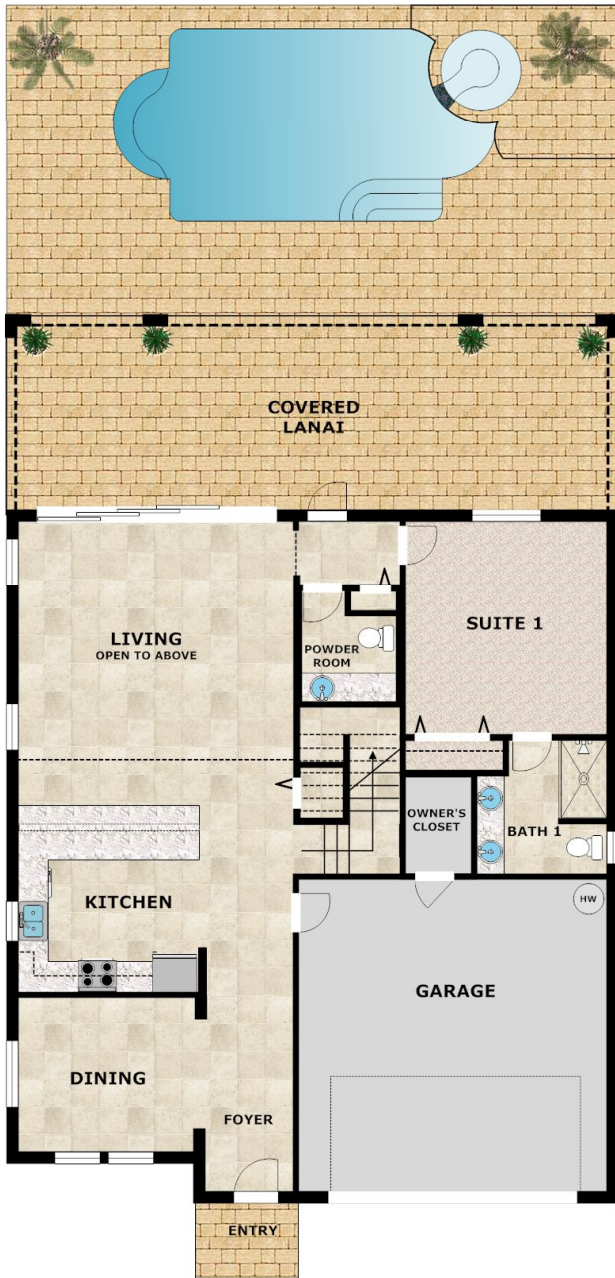 COVERED
LANAI
LIVING
OPEN TO ABOVE
SUITE 1
POWDER
ROOM
OWNER'S
CLOSET
BATH 1
KITCHEN
HW
GARAGE
DINING
FOYER
ENTRY